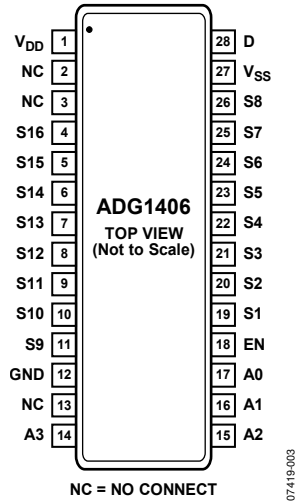 VDD 1
NC 2
NC 3
S16 4
S15 5
S14 6
S13 7
S12 8
S11 9
S10 10
S9 11
GND 12
NC 13
A3 14
ADG1406
TOP VIEW
(Not to Scale)
28 D
27 VSS
26 S8
25 S7
24 S6
23 S5
22 S4
21 S3
20 S2
19 S1
18 EN
17 A0
16 A1
15 A2
NC = NO CONNECT
07419-003